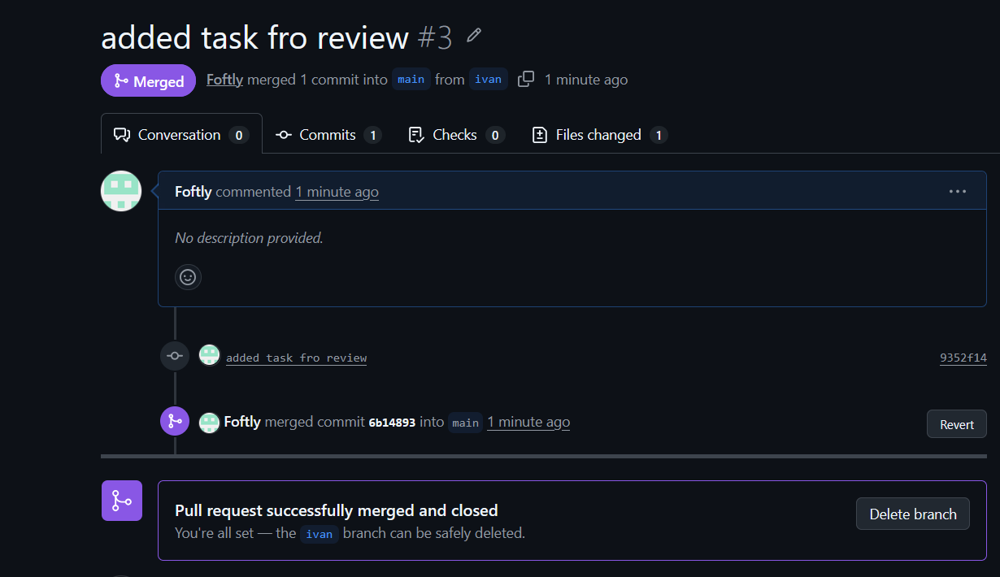 added task fro review #3
Merged Foftly merged 1 commit into main from ivan 1 minute ago
Conversation 0 Commits 1 Checks 0 Files changed 1
Foftly commented 1 minute ago
No description provided.
added task fro review 9352f14
Foftly merged commit 6b14893 into main 1 minute ago Revert
Pull request successfully merged and closed
You're all set — the ivan branch can be safely deleted.
Delete branch